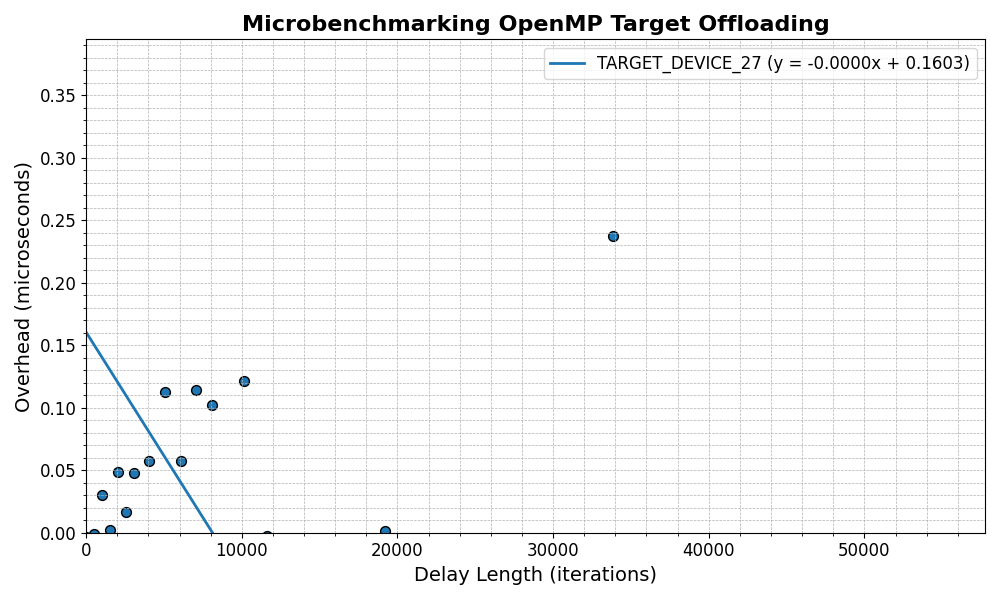 Microbenchmarking OpenMP Target Offloading
TARGET_DEVICE_27 (y = -0.0000x + 0.1603)
Overhead (microseconds)
0.35
0.30
0.25
0.20
0.15
0.10
0.05
0.00
0 10000 20000 30000 40000 50000
Delay Length (iterations)